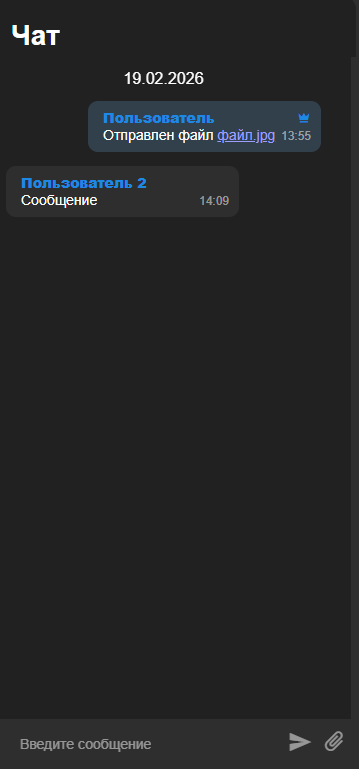 Чат
19.02.2026
Пользователь
Отправлен файл файл.jpg 13:55
Пользователь 2
Сообщение 14:09
Введите сообщение